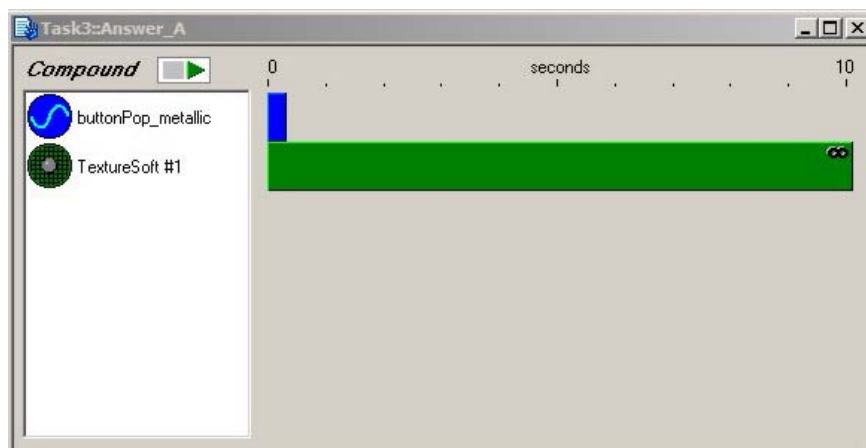 Task3::Answer_A
Compound
0 seconds 10
buttonPop_metallic
TextureSoft #1
∞